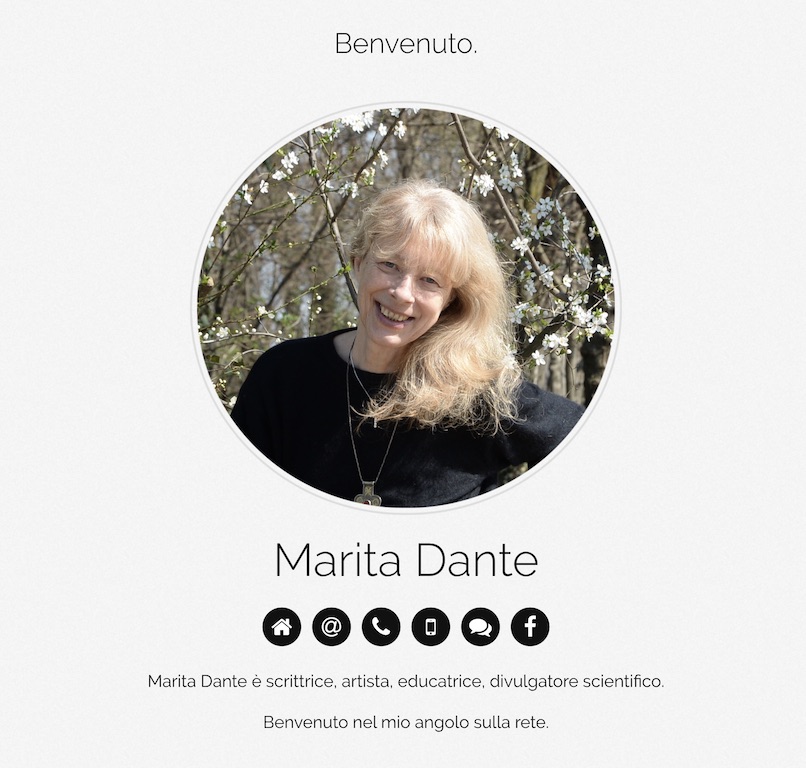 Benvenuto.
Marita Dante
Marita Dante è scrittrice, artista, educatrice, divulgatore scientifico.
Benvenuto nel mio angolo sulla rete.